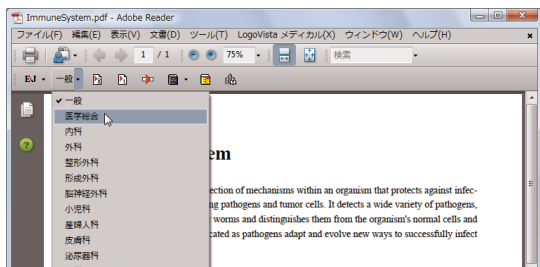 ImmuneSystem.pdf - Adobe Reader
ファイル(F) 編集(E) 表示(V) 文書(D) ツール(T) LogoVista メディカル(X) ウィンドウ(W) ヘルプ(H)
1 / 1 75% 検索
EtJ 一般
一般
医学総合
内科
外科
整形外科
形成外科
脳神経外科
小児科
産婦人科
皮膚科
泌尿器科
em
ection of mechanisms within an organism that protects against infec-
ng pathogens and tumor cells. It detects a wide variety of pathogens,
worms and distinguishes them from the organism's normal cells and
cated as pathogens adapt and evolve new ways to successfully infect